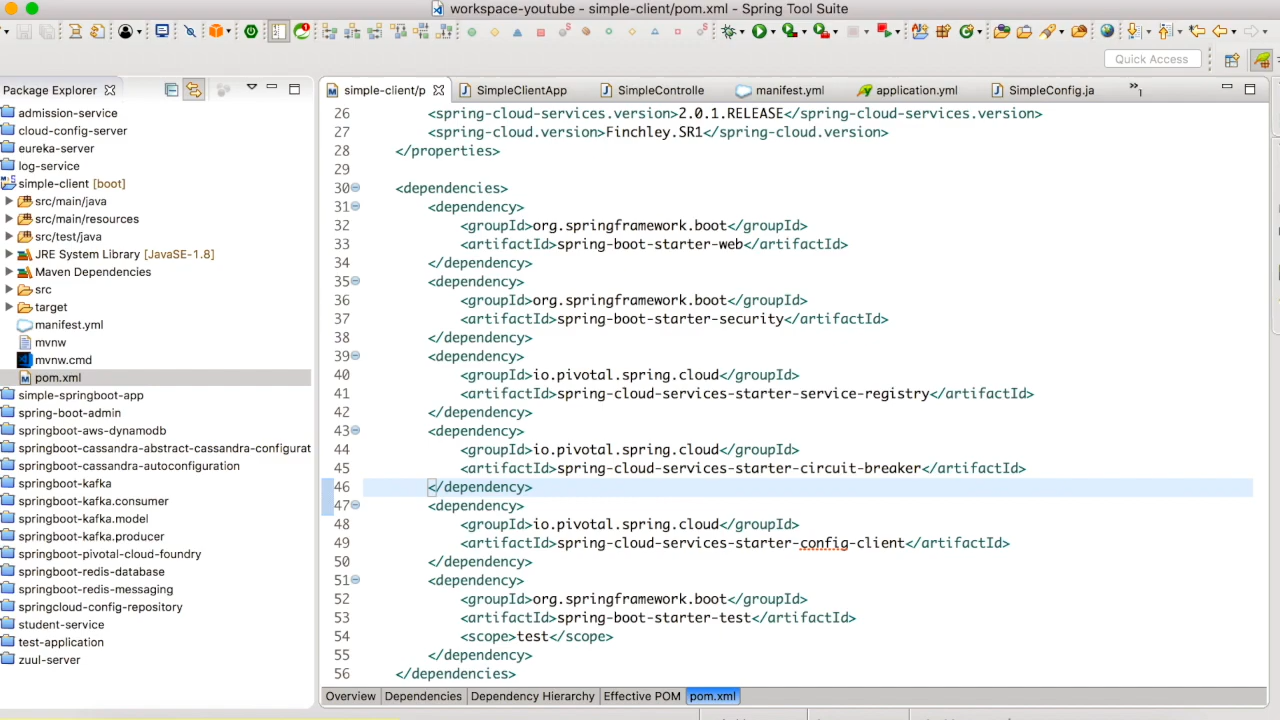 workspace-youtube - simple-client/pom.xml - Spring Tool Suite
Quick Access
Package Explorer
admission-service
cloud-config-server
eureka-server
log-service
simple-client [boot]
src/main/java
src/main/resources
src/test/java
JRE System Library [JavaSE-1.8]
Maven Dependencies
src
target
manifest.yml
mvnw
mvnw.cmd
pom.xml
simple-springboot-app
spring-boot-admin
springboot-aws-dynamodb
springboot-cassandra-abstract-cassandra-configurat
springboot-cassandra-autoconfiguration
springboot-kafka
springboot-kafka.consumer
springboot-kafka.model
springboot-kafka.producer
springboot-pivotal-cloud-foundry
springboot-redis-database
springboot-redis-messaging
springcloud-config-repository
student-service
test-application
zuul-server
simple-client/p SimpleClientApp SimpleControlle manifest.yml application.yml SimpleConfig.ja »1
26 <spring-cloud-services.version>2.0.1.RELEASE</spring-cloud-services.version>
27 <spring-cloud.version>Finchley.SR1</spring-cloud.version>
28 </properties>
29
30 <dependencies>
31 <dependency>
32 <groupId>org.springframework.boot</groupId>
33 <artifactId>spring-boot-starter-web</artifactId>
34 </dependency>
35 <dependency>
36 <groupId>org.springframework.boot</groupId>
37 <artifactId>spring-boot-starter-security</artifactId>
38 </dependency>
39 <dependency>
40 <groupId>io.pivotal.spring.cloud</groupId>
41 <artifactId>spring-cloud-services-starter-service-registry</artifactId>
42 </dependency>
43 <dependency>
44 <groupId>io.pivotal.spring.cloud</groupId>
45 <artifactId>spring-cloud-services-starter-circuit-breaker</artifactId>
46 </dependency>
47 <dependency>
48 <groupId>io.pivotal.spring.cloud</groupId>
49 <artifactId>spring-cloud-services-starter-config-client</artifactId>
50 </dependency>
51 <dependency>
52 <groupId>org.springframework.boot</groupId>
53 <artifactId>spring-boot-starter-test</artifactId>
54 <scope>test</scope>
55 </dependency>
56 </dependencies>
Overview Dependencies Dependency Hierarchy Effective POM pom.xml